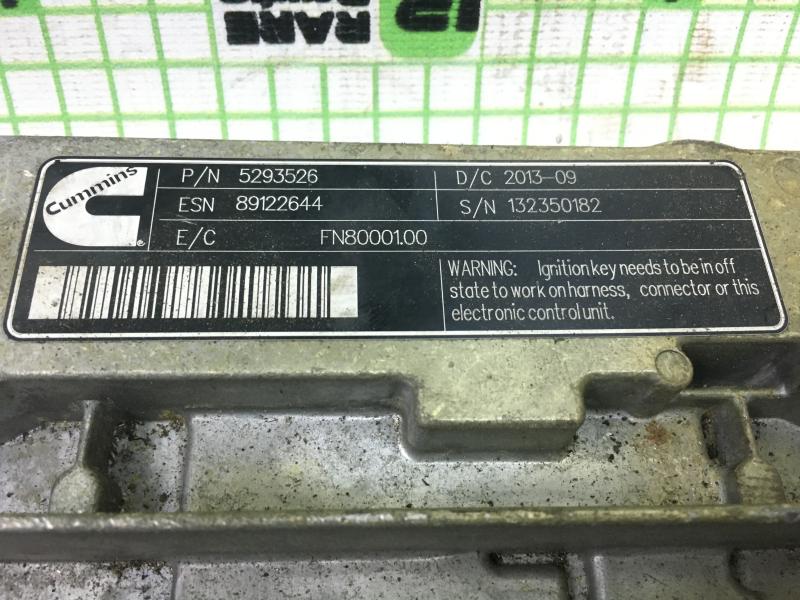 RARE
Cummins
®
P/N 5293526
D/C 2013-09
ESN 89122644
S/N 132350182
E/C FN80001.00
WARNING: Ignition key needs to be in off
state to work on harness, connector or this
electronic control unit.